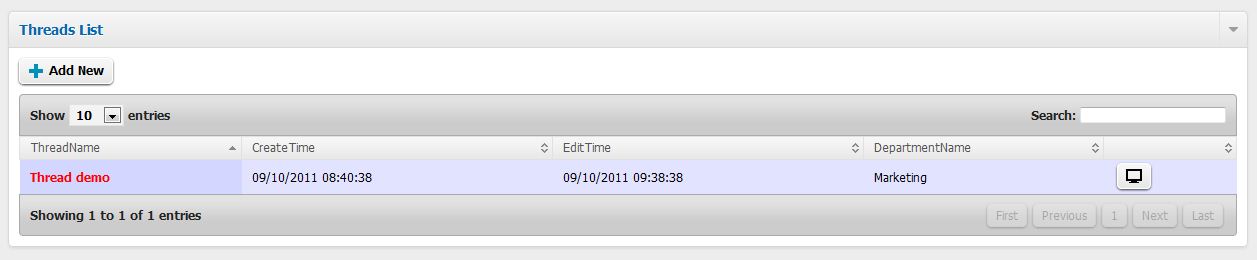 Threads List
Add New
Show 10 entries Search:
ThreadName CreateTime EditTime DepartmentName
Thread demo 09/10/2011 08:40:38 09/10/2011 09:38:38 Marketing
Showing 1 to 1 of 1 entries First Previous 1 Next Last